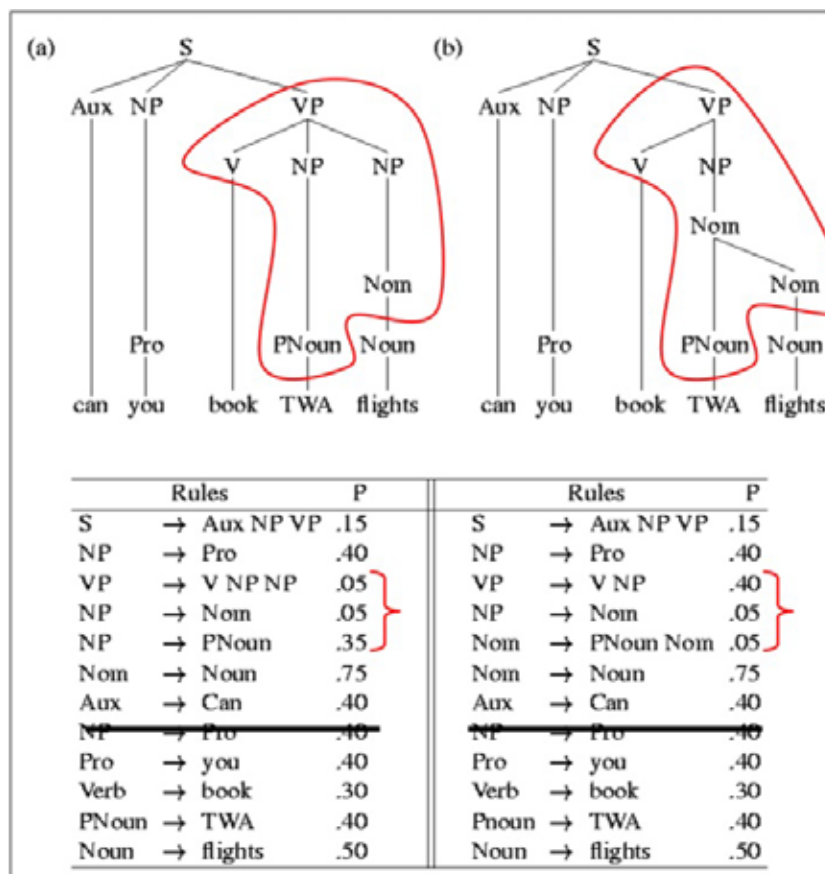 (a) S (b) S
Aux NP VP Aux NP VP
V NP NP V NP
Nom
Nom Nom
Pro PNoun Noun Pro PNoun Noun
can you book TWA flights can you book TWA flights
Rules P Rules P
S → Aux NP VP .15 S → Aux NP VP .15
NP → Pro .40 NP → Pro .40
VP → V NP NP .05 VP → V NP .40
NP → Nom .05 NP → Nom .05
NP → PNoun .35 Nom → PNoun Nom .05
Nom → Noun .75 Nom → Noun .75
Aux → Can .40 Aux → Can .40
NP → Pro .40 NP → Pro .40
Pro → you .40 Pro → you .40
Verb → book .30 Verb → book .30
PNoun → TWA .40 Pnoun → TWA .40
Noun → flights .50 Noun → flights .50